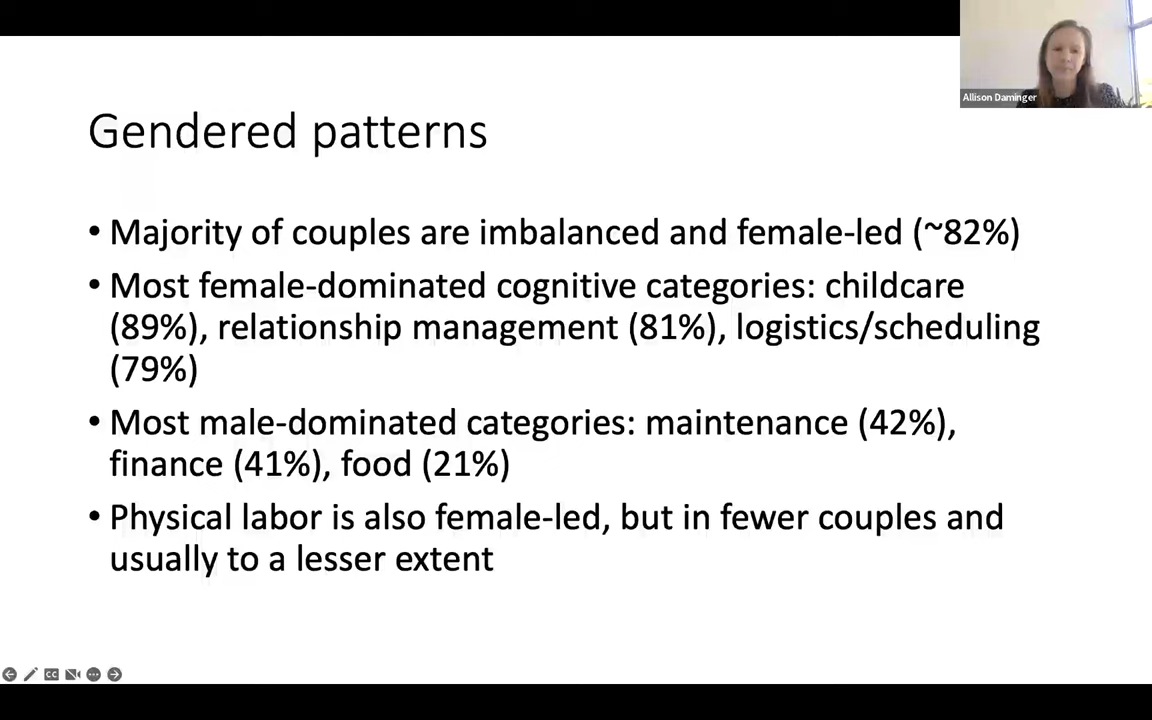 Allison Daminger
Gendered patterns
• Majority of couples are imbalanced and female-led (~82%)
• Most female-dominated cognitive categories: childcare
(89%), relationship management (81%), logistics/scheduling
(79%)
• Most male-dominated categories: maintenance (42%),
finance (41%), food (21%)
• Physical labor is also female-led, but in fewer couples and
usually to a lesser extent
CC